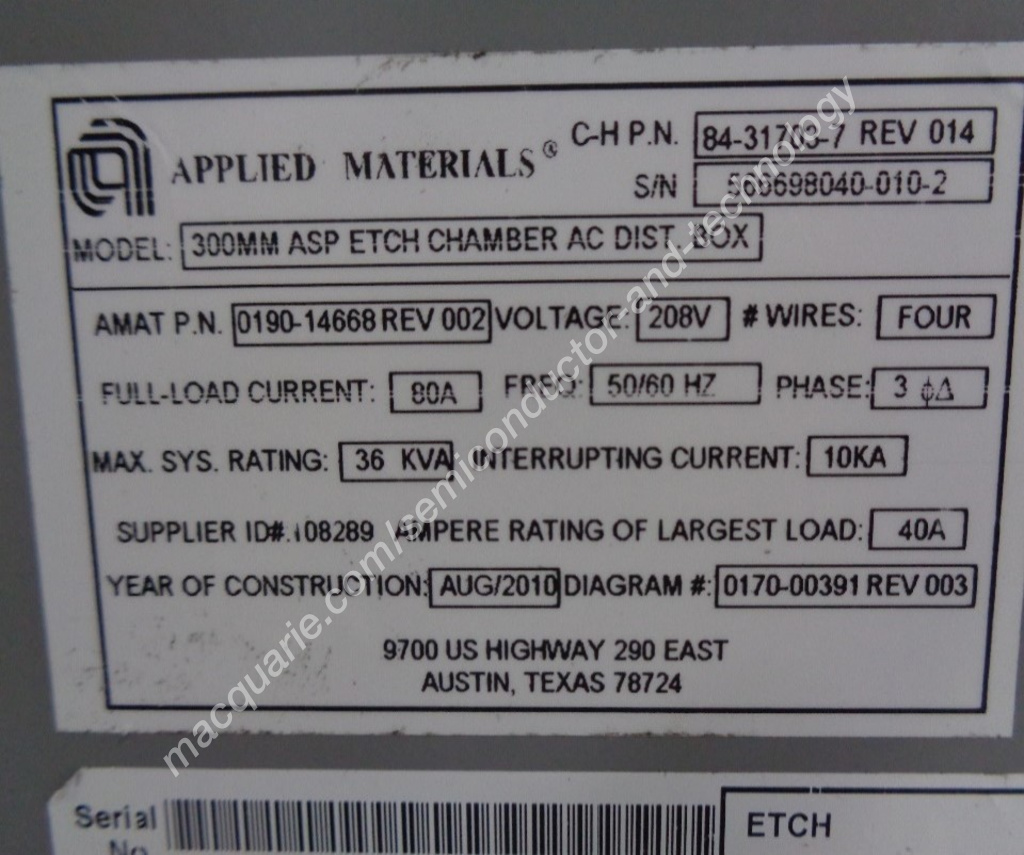 APPLIED MATERIALS®
C-H P.N. 84-31703-7 REV 014
S/N 560698040-010-2
MODEL: 300MM ASP ETCH CHAMBER AC DIST. BOX
AMAT P.N. 0190-14668 REV 002 VOLTAGE: 208V # WIRES: FOUR
FULL-LOAD CURRENT: 80A FREQ: 50/60 HZ PHASE: 3 ϕΔ
MAX. SYS. RATING: 36 KVA INTERRUPTING CURRENT: 10KA
SUPPLIER ID#.108289 AMPERE RATING OF LARGEST LOAD: 40A
YEAR OF CONSTRUCTION: AUG/2010 DIAGRAM #: 0170-00391 REV 003
9700 US HIGHWAY 290 EAST
AUSTIN, TEXAS 78724
macquarie.com/semiconductor-and-technology
Serial
No
ETCH